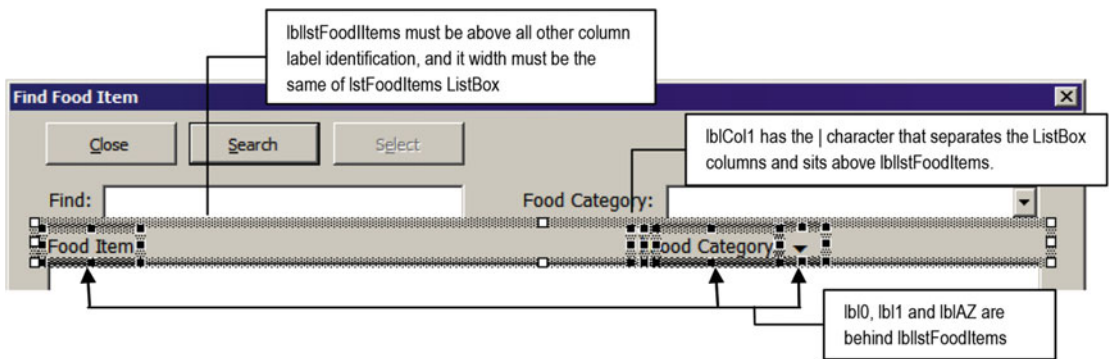 lbllstFoodIItems must be above all other column
label identification, and it width must be the
same of lstFoodItems ListBox
Find Food Item
Close Search Select
lblCol1 has the | character that separates the ListBox
columns and sits above lbllstFoodItems.
Find: Food Category:
Food Item ood Category
lbl0, lbl1 and lblAZ are
behind lbllstFoodItems